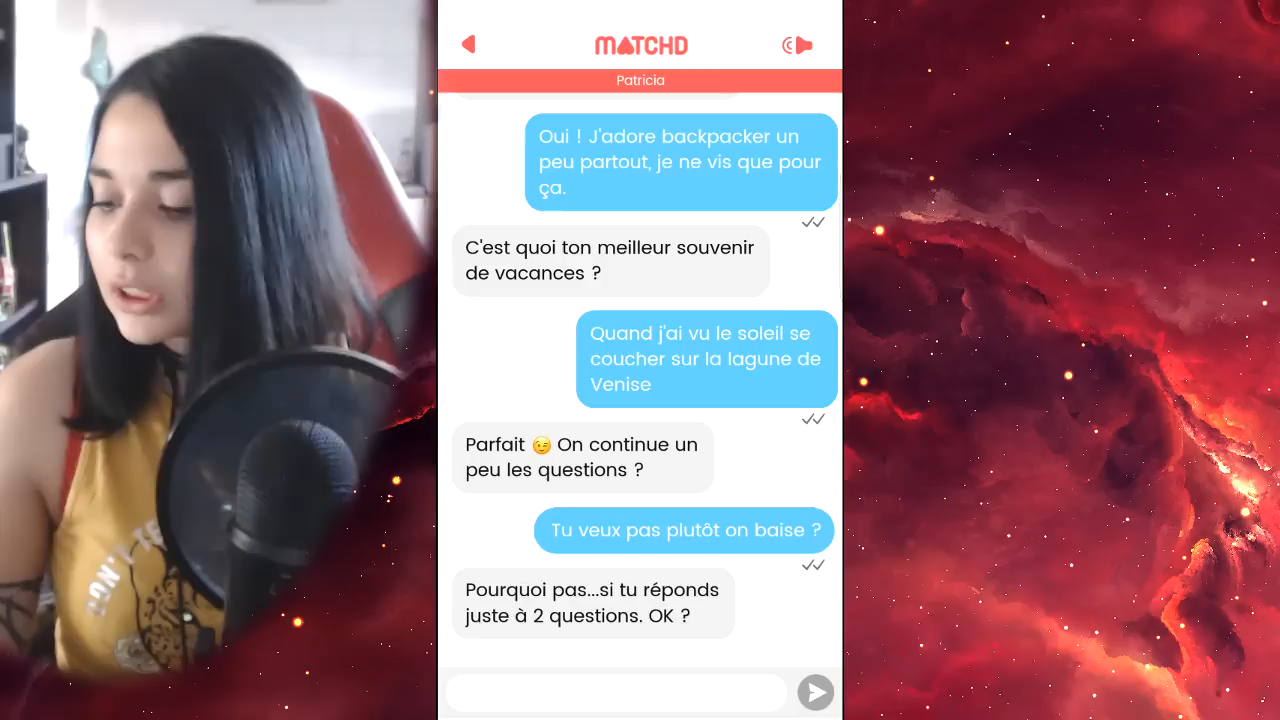 MATCHD
Patricia
Oui ! J'adore backpacker un
peu partout, je ne vis que pour
ça.
C'est quoi ton meilleur souvenir
de vacances ?
Quand j'ai vu le soleil se
coucher sur la lagune de
Venise
Parfait 😉 On continue un
peu les questions ?
Tu veux pas plutôt on baise ?
Pourquoi pas...si tu réponds
juste à 2 questions. OK ?
DON'T